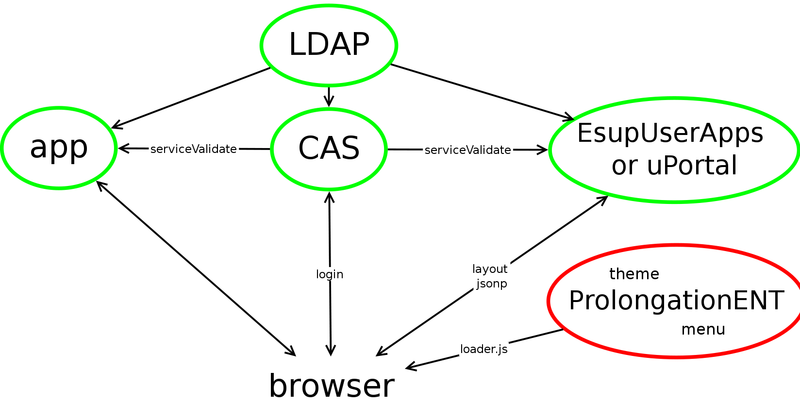 LDAP
app
serviceValidate
CAS
serviceValidate
EsupUserApps
or uPortal
login
layout
jsonp
theme
ProlongationENT
menu
loader.js
browser